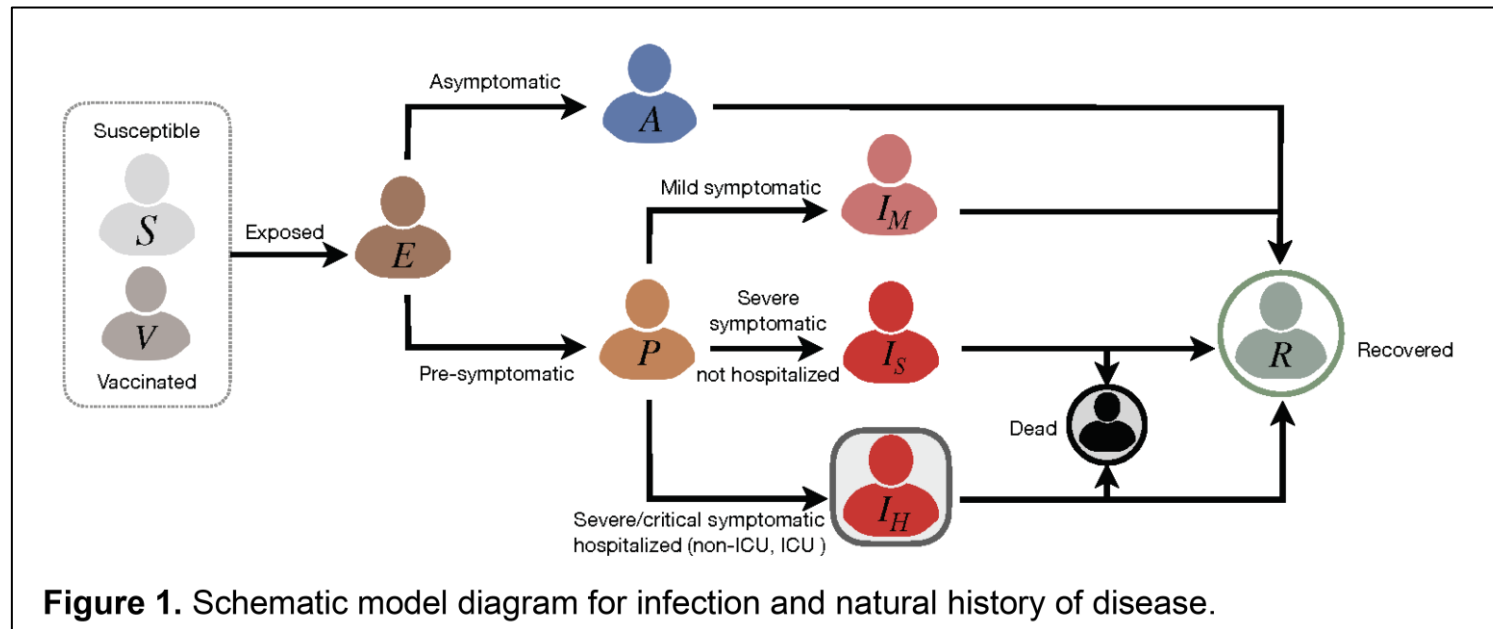 Susceptible
S
V
Vaccinated
Exposed
E
Asymptomatic
A
Pre-symptomatic
P
Mild symptomatic
I_M
Severe
symptomatic
not hospitalized
I_S
Severe/critical symptomatic
hospitalized (non-ICU, ICU )
I_H
Dead
R
Recovered
Figure 1. Schematic model diagram for infection and natural history of disease.